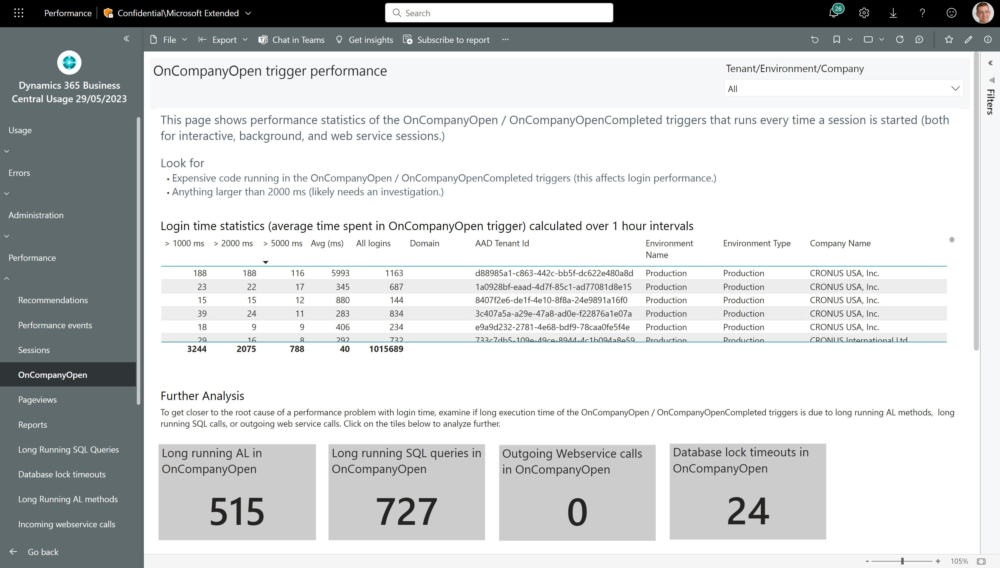 Performance
Confidential\Microsoft Extended
Search
26
File
Export
Chat in Teams
Get insights
Subscribe to report
Dynamics 365 Business
Central Usage 29/05/2023
Usage
Errors
Administration
Performance
Recommendations
Performance events
Sessions
OnCompanyOpen
Pageviews
Reports
Long Running SQL Queries
Database lock timeouts
Long Running AL methods
Incoming webservice calls
Go back
OnCompanyOpen trigger performance
Tenant/Environment/Company
All
Filters
This page shows performance statistics of the OnCompanyOpen / OnCompanyOpenCompleted triggers that runs every time a session is started (both
for interactive, background, and web service sessions.)
Look for
• Expensive code running in the OnCompanyOpen / OnCompanyOpenCompleted triggers (this affects login performance.)
• Anything larger than 2000 ms (likely needs an investigation.)
Login time statistics (average time spent in OnCompanyOpen trigger) calculated over 1 hour intervals
> 1000 ms > 2000 ms > 5000 ms Avg (ms) All logins Domain AAD Tenant Id Environment Environment Type Company Name
Name
188 188 116 5993 1163 d88985a1-c863-442c-bb5f-dc622e480a8d Production Production CRONUS USA, Inc.
23 22 17 345 687 1a0928bf-eaad-4d7f-85c1-ad77081d8e15 Production Production CRONUS USA, Inc.
15 15 12 880 144 8407f2e6-de1f-4e10-8f8a-24e9891a16f0 Production Production CRONUS USA, Inc.
39 24 11 283 834 3c407a5a-a29e-47a8-ad0e-f22876a1e07a Production Production CRONUS USA, Inc.
18 9 9 406 234 e9a9d232-2781-4e68-bdf9-78caa0fe5f4e Production Production CRONUS USA, Inc.
29 16 8 292 732 733c7db5-109e-49ce-8944-4c1b094a8e59 Production Production CRONUS International Ltd
3244 2075 788 40 1015689
Further Analysis
To get closer to the root cause of a performance problem with login time, examine if long execution time of the OnCompanyOpen / OnCompanyOpenCompleted triggers is due to long running AL methods, long
running SQL calls, or outgoing web service calls. Click on the tiles below to analyze further.
Long running AL in
OnCompanyOpen
515
Long running SQL queries in
OnCompanyOpen
727
Outgoing Webservice calls
in OnCompanyOpen
0
Database lock timeouts in
OnCompanyOpen
24
105%